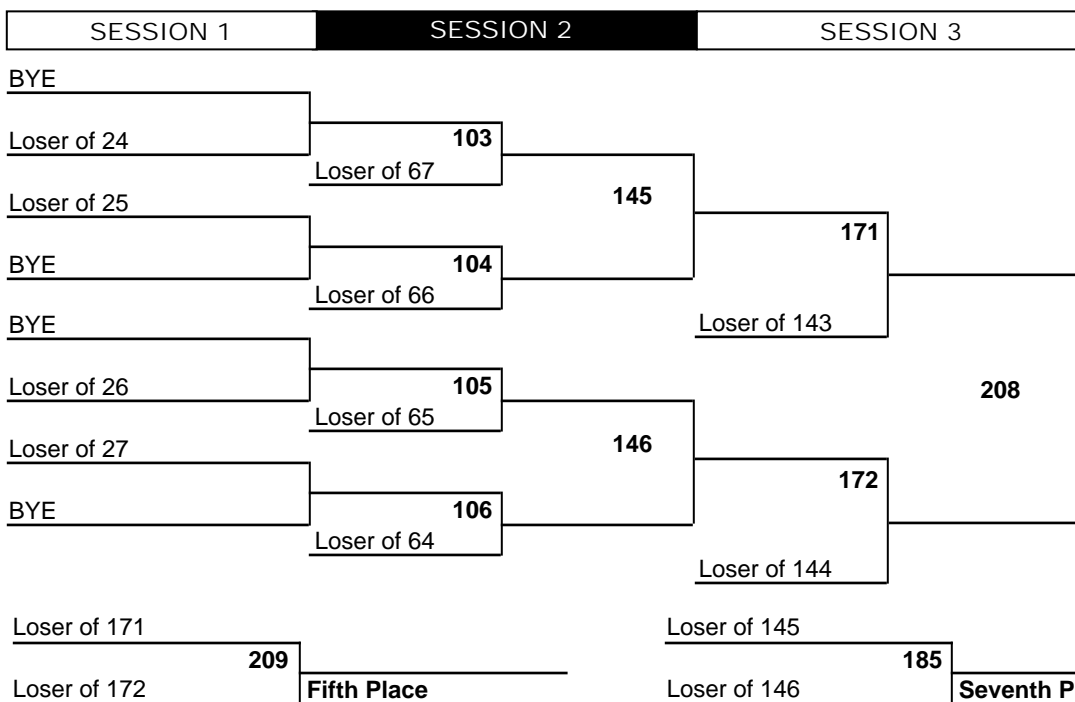 SESSION 1 SESSION 2 SESSION 3
BYE
Loser of 24
103
Loser of 67
145
Loser of 25
171
BYE
104
Loser of 66
BYE
Loser of 143
Loser of 26
105
208
Loser of 65
146
Loser of 27
172
BYE
106
Loser of 64
Loser of 144
Loser of 171
209
Loser of 172
Fifth Place
Loser of 145
185
Loser of 146
Seventh P